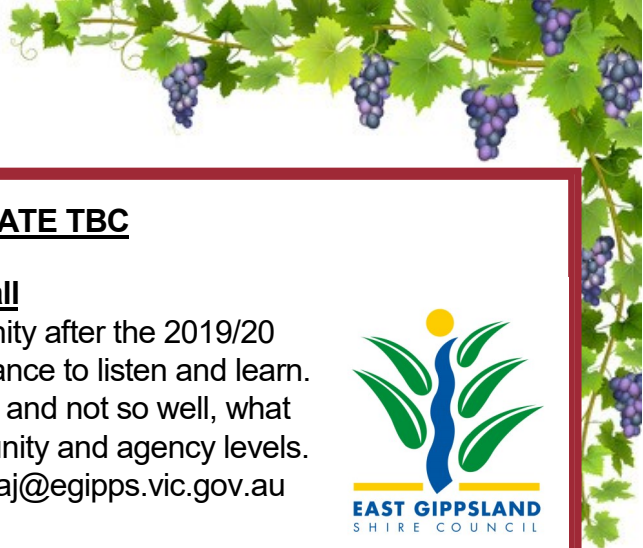 ATE TBC
all
nity after the 2019/20
ance to listen and learn.
and not so well, what
unity and agency levels.
aj@egipps.vic.gov.au
EAST GIPPSLAND
SHIRE COUNCIL